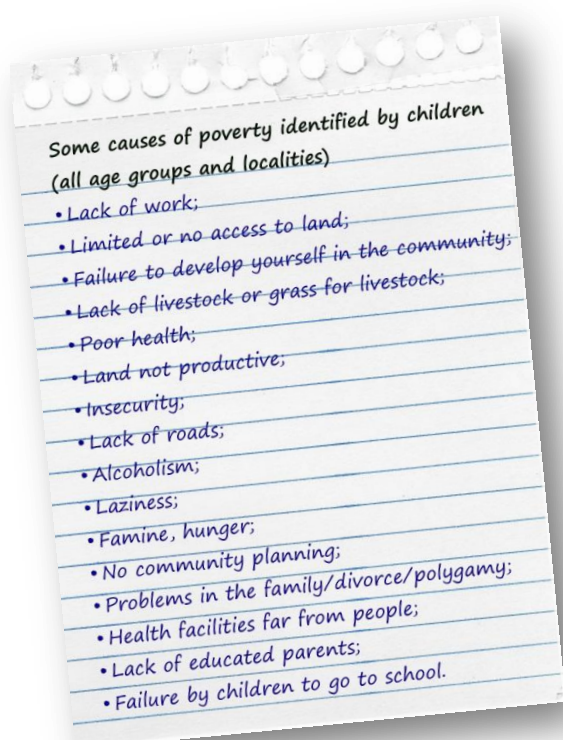 Some causes of poverty identified by children
(all age groups and localities)
• Lack of work;
• Limited or no access to land;
• Failure to develop yourself in the community;
• Lack of livestock or grass for livestock;
• Poor health;
• Land not productive;
• Insecurity;
• Lack of roads;
• Alcoholism;
• Laziness;
• Famine, hunger;
• No community planning;
• Problems in the family/divorce/polygamy;
• Health facilities far from people;
• Lack of educated parents;
• Failure by children to go to school.